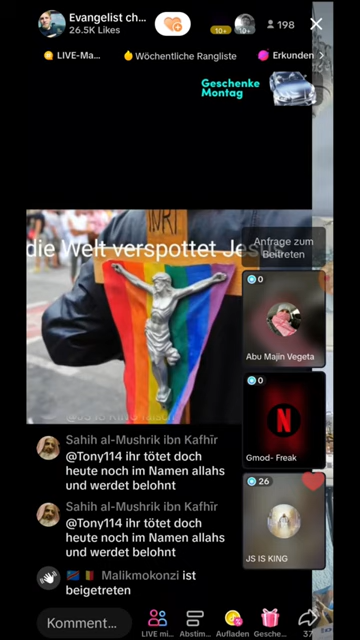 Evangelist ch...
26.5K Likes
10+
10+
198
LIVE-Ma...
Wöchentliche Rangliste
Erkunden
Geschenke
Montag
die Welt verspottet Jesus
Anfrage zum
Beitreten
0
Abu Majin Vegeta
0
N
Gmod- Freak
26
JS IS KING
Sahih al-Mushrik ibn Kafhīr
@Tony114 ihr tötet doch
heute noch im Namen allahs
und werdet belohnt
Sahih al-Mushrik ibn Kafhīr
@Tony114 ihr tötet doch
heute noch im Namen allahs
und werdet belohnt
Malikmokonzi ist
beigetreten
Komment...
LIVE mi...
Abstim...
Aufladen
Gesche...
37